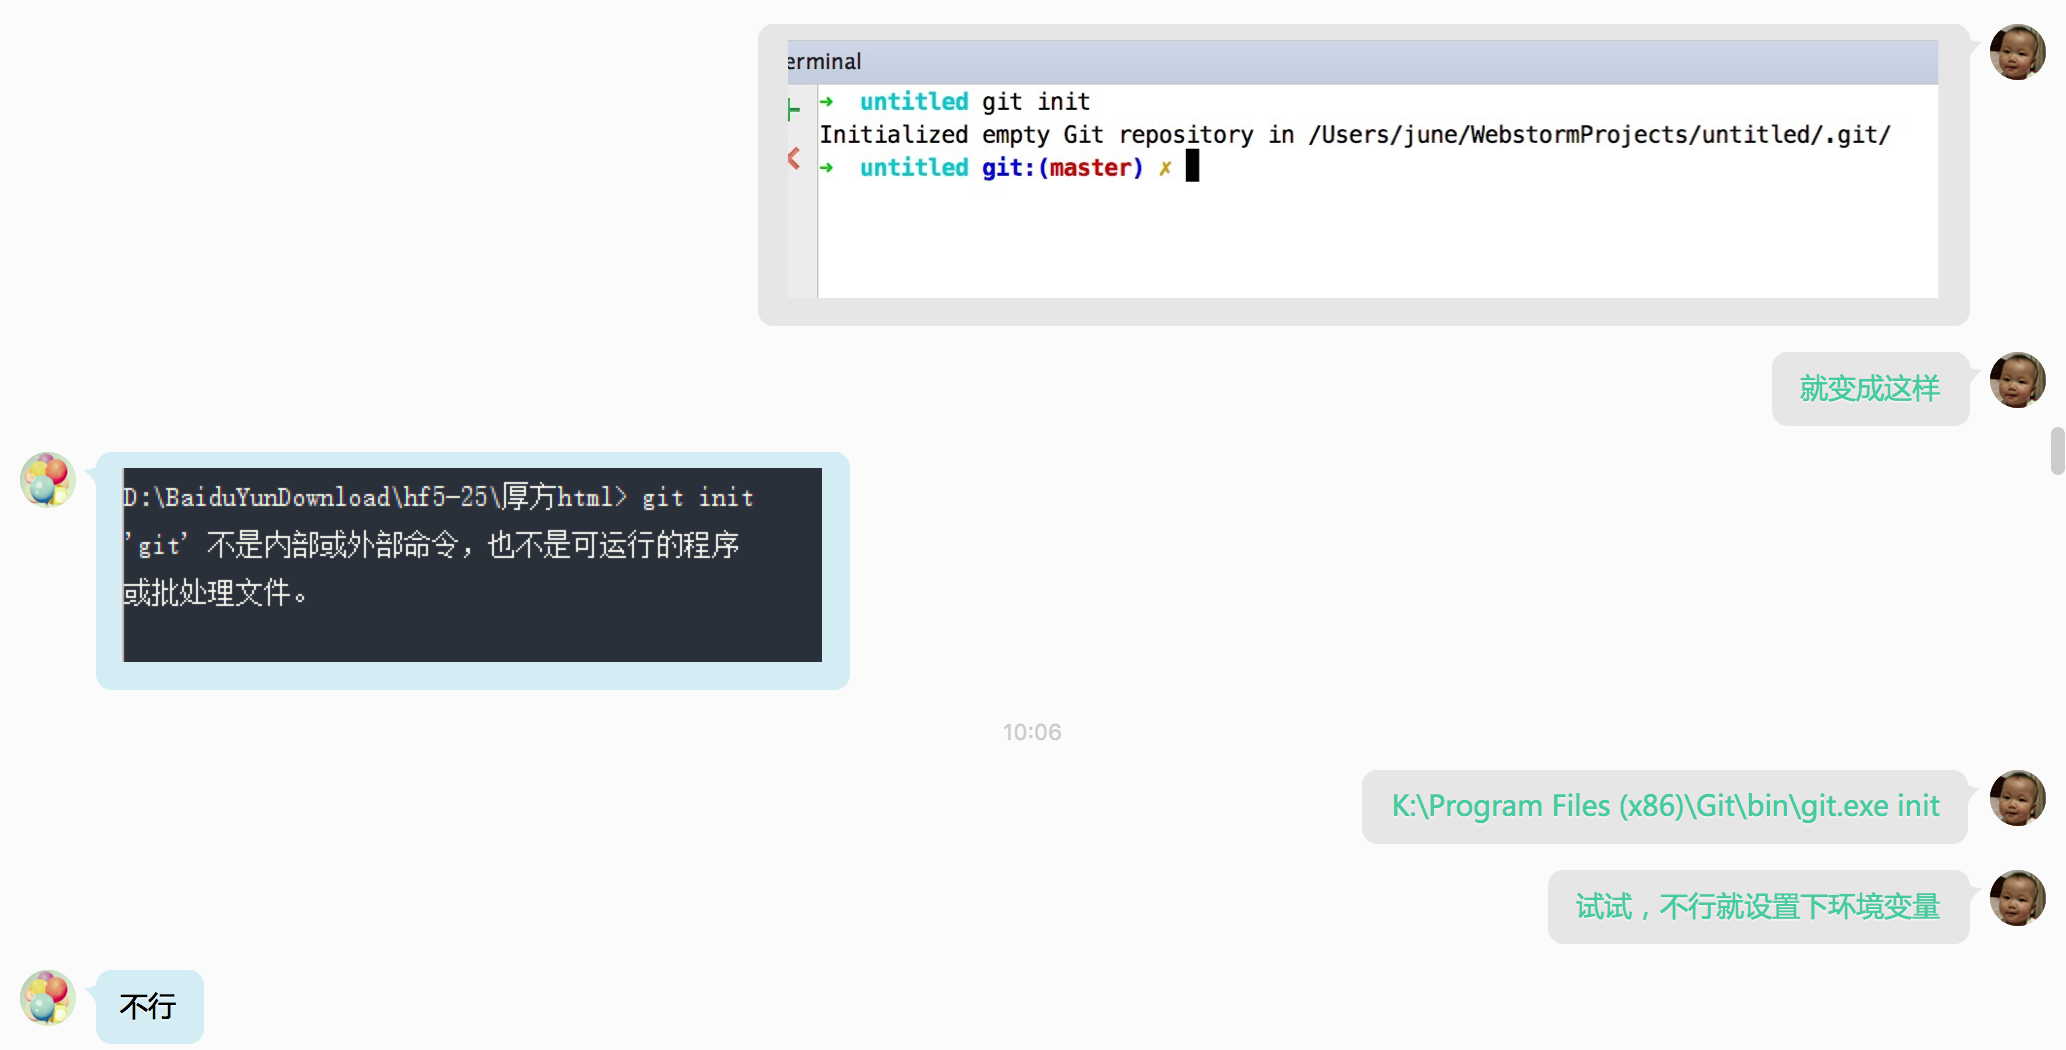 erminal
➜ untitled git init
Initialized empty Git repository in /Users/june/WebstormProjects/untitled/.git/
➜ untitled git:(master) ✗
就变成这样
D:\BaiduYunDownload\hf5-25\厚方html> git init
'git' 不是内部或外部命令，也不是可运行的程序
或批处理文件。
10:06
K:\Program Files (x86)\Git\bin\git.exe init
试试，不行就设置下环境变量
不行